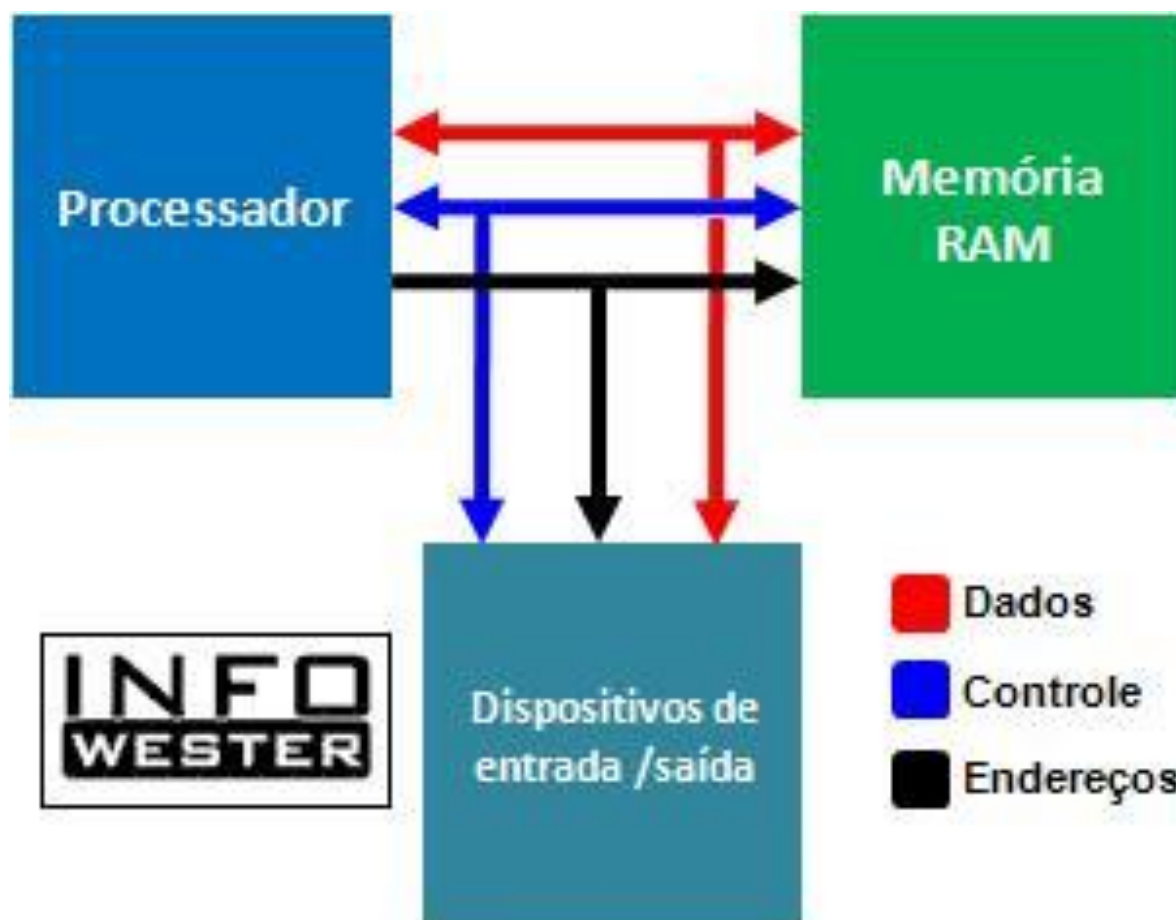 Processador
Memória
RAM
Dispositivos de
entrada /saída
INFO
WESTER
Dados
Controle
Endereços